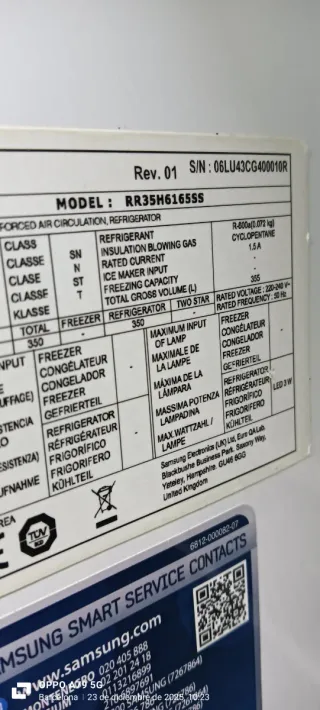 Rev. 01 S/N : 06LU43CG400010R
MODEL : RR35H6165SS
FORCED AIR CIRCULATION, REFRIGERATOR
CLASS
CLASSE
CLASE
CLASSE
KLASSE
SN
N
ST
T
REFRIGERANT
INSULATION BLOWING GAS
RATED CURRENT
ICE MAKER INPUT
FREEZING CAPACITY
TOTAL GROSS VOLUME (L)
R-600a(0.072 kg)
CYCLOPENTANE
1.5 A
-
-
355
TOTAL FREEZER REFRIGERATOR TWO STAR
350 - 350 -
RATED VOLTAGE : 220-240 V~
RATED FREQUENCY : 50 Hz
INPUT
FREEZER
CONGÉLATEUR
CONGELADOR
FREEZER
GEFRIERTEIL
-
REFRIGERATOR
RÉFRIGÉRATEUR
FRIGORÍFICO
FRIGORIFERO
KÜHLTEIL
-
MAXIMUM INPUT
OF LAMP
MAXIMALE DE
LA LAMPE
MÁXIMA DE LA
LÁMPARA
MASSIMA POTENZA
LAMPADINA
MAX WATTZAHL /
LAMPE
FREEZER
CONGÉLATEUR
CONGELADOR
FREEZER
GEFRIERTEIL
-
REFRIGERATOR
RÉFRIGÉRATEUR
FRIGORÍFICO
FRIGORIFERO
KÜHLTEIL
LED 3 W
Samsung Electronics (UK) Ltd, Euro QA Lab.
Blackbushe Business Park, Saxony Way,
Yateley, Hampshire. GU46 6GG
United Kingdom
TÜV
6812-000082-07
SAMSUNG SMART SERVICE CONTACTS
www.samsung.com
020 405 888
OPPO A79 5G
Barcelona | 23 de diciembre de 2025, 10:23